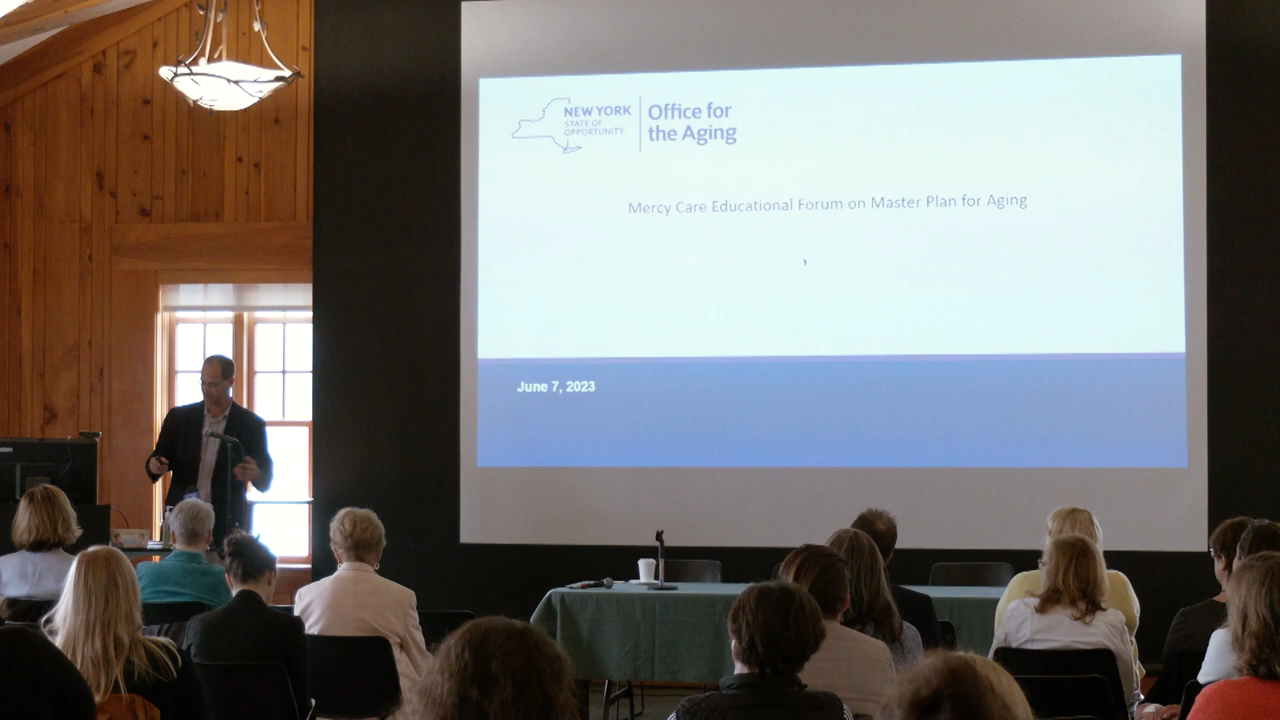 NEW YORK
STATE OF
OPPORTUNITY.
Office for
the Aging
Mercy Care Educational Forum on Master Plan for Aging
,
June 7, 2023